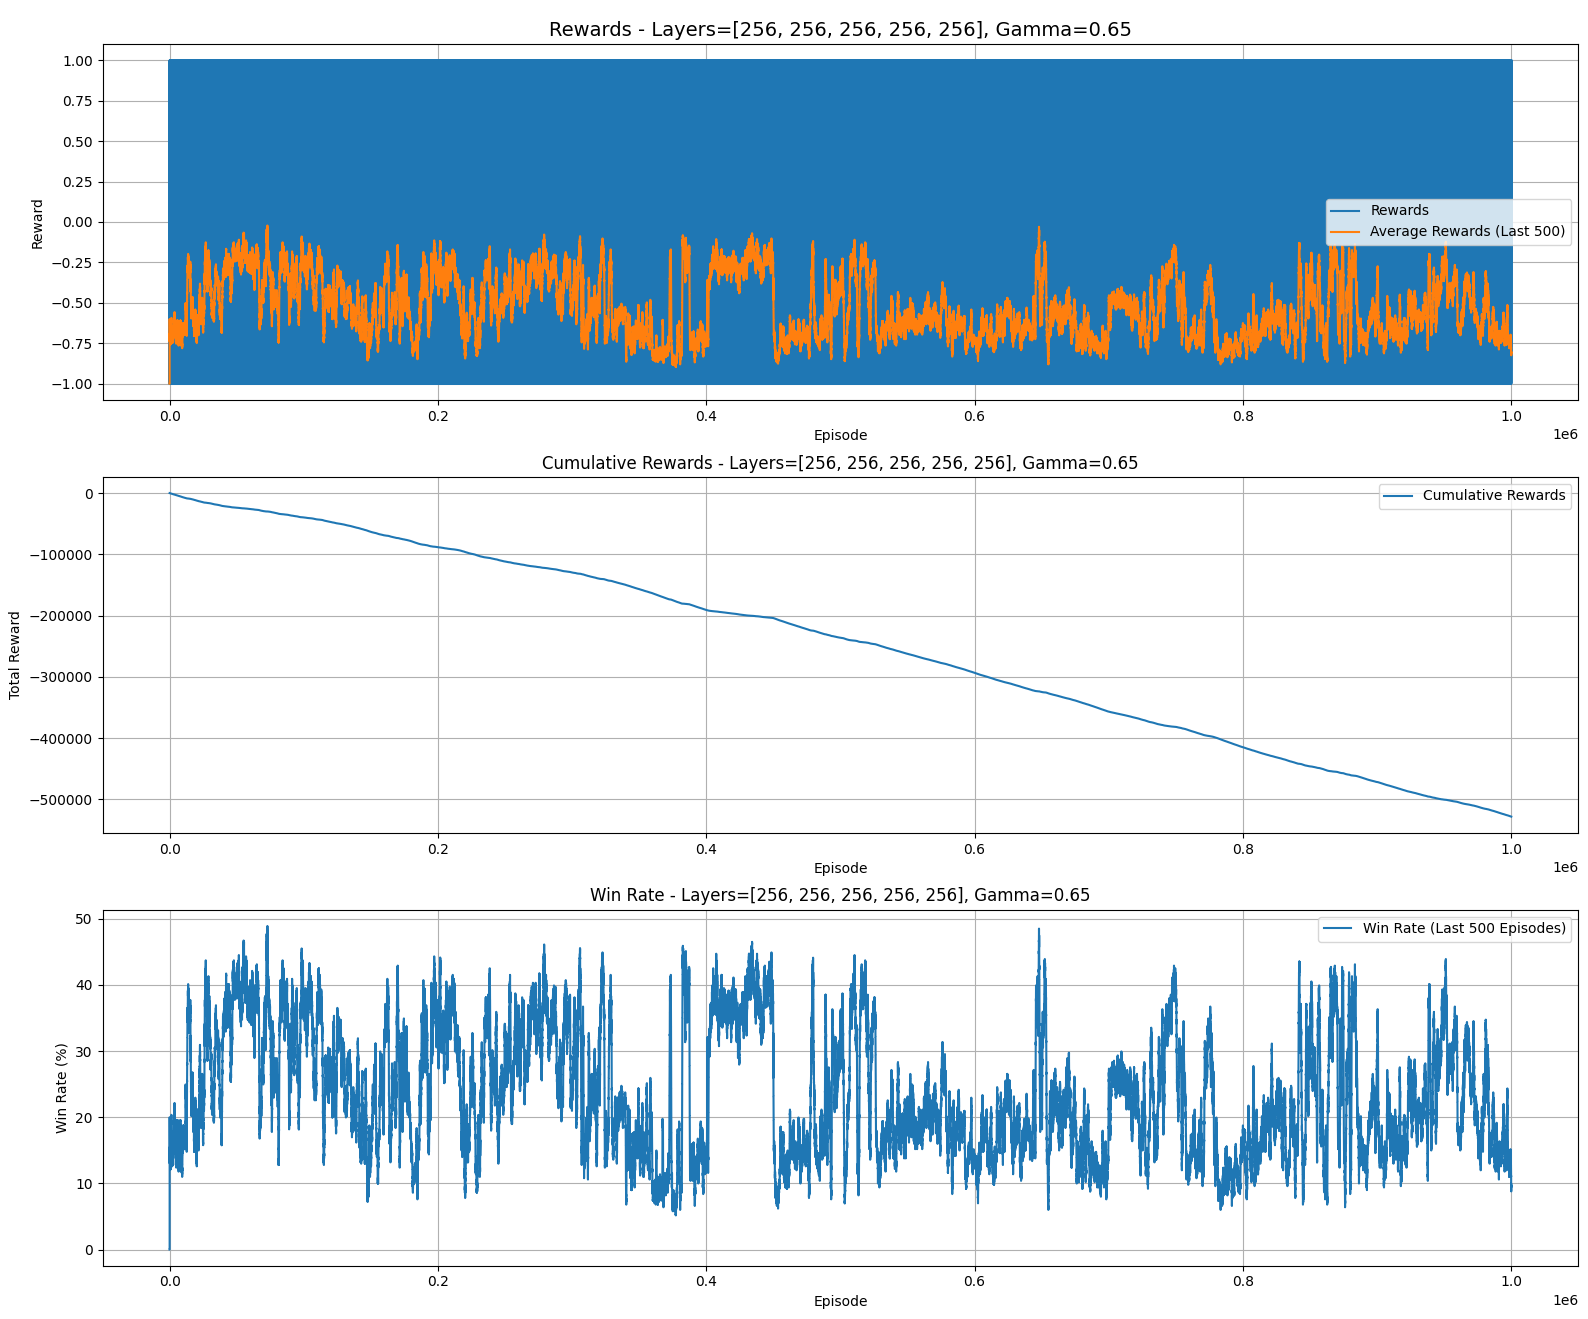 Rewards - Layers=[256, 256, 256, 256, 256], Gamma=0.65
1.00
0.75
0.50
0.25
0.00
−0.25
−0.50
−0.75
−1.00
Reward
Rewards
Average Rewards (Last 500)
0.0 0.2 0.4 0.6 0.8 1.0
Episode
1e6
Cumulative Rewards - Layers=[256, 256, 256, 256, 256], Gamma=0.65
0
−100000
−200000
−300000
−400000
−500000
Total Reward
Cumulative Rewards
0.0 0.2 0.4 0.6 0.8 1.0
Episode
1e6
Win Rate - Layers=[256, 256, 256, 256, 256], Gamma=0.65
50
40
30
20
10
0
Win Rate (%)
Win Rate (Last 500 Episodes)
0.0 0.2 0.4 0.6 0.8 1.0
Episode
1e6